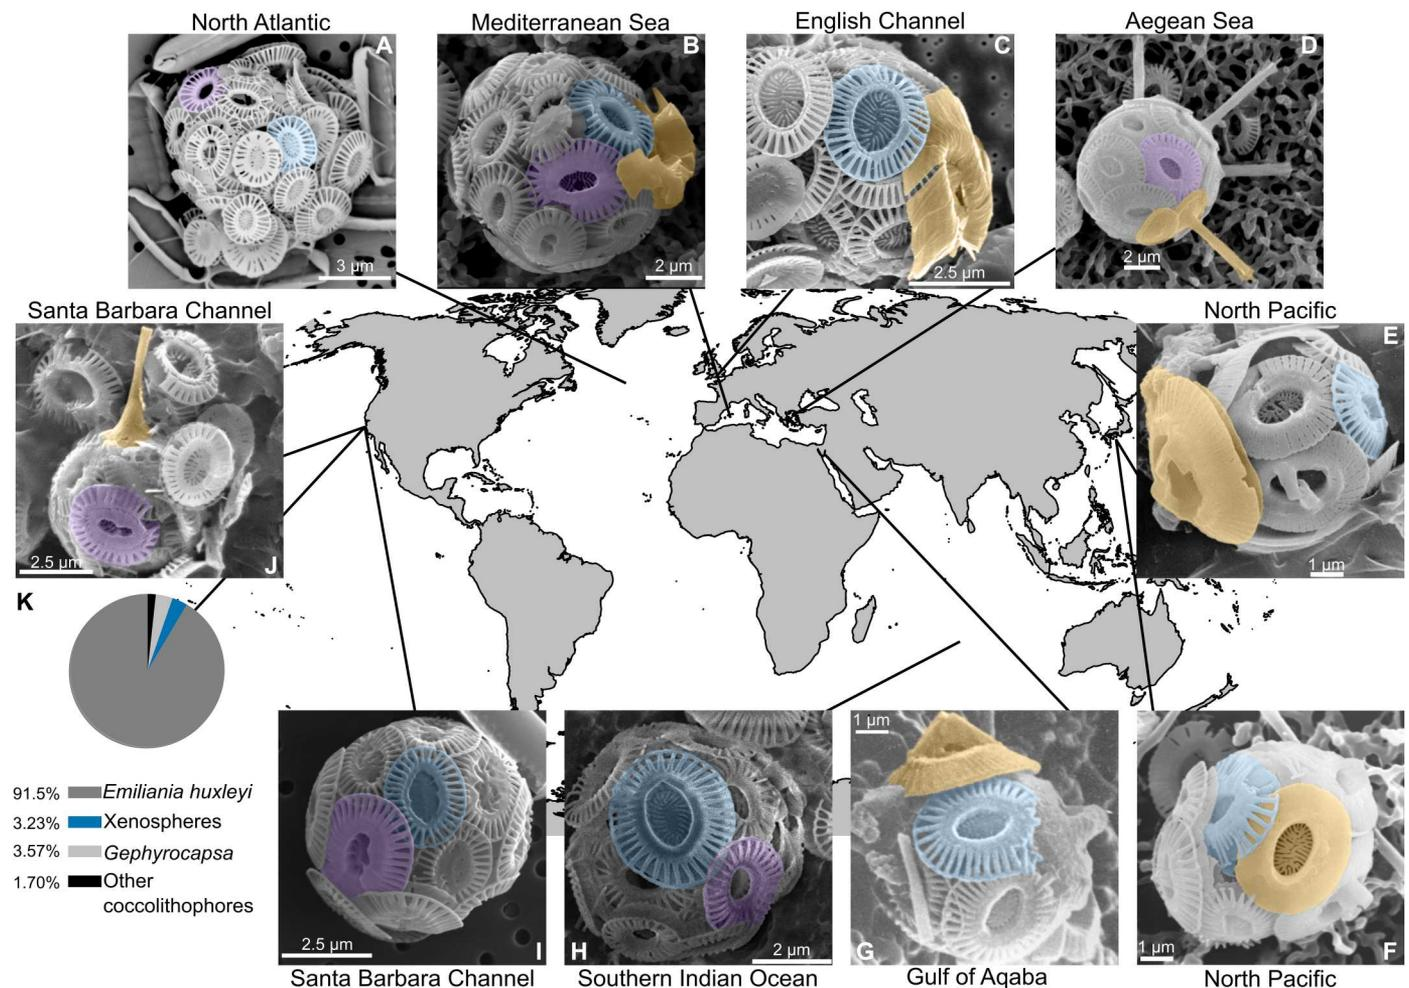 North Atlantic
Mediterranean Sea
English Channel
Aegean Sea
A
B
C
D
3 µm
2 µm
2.5 µm
2 µm
Santa Barbara Channel
North Pacific
E
J
2.5 µm
1 µm
K
91.5% Emiliania huxleyi
3.23% Xenospheres
3.57% Gephyrocapsa
1.70% Other
coccolithophores
2.5 µm
I
H
2 µm
1 µm
G
1 µm
F
Santa Barbara Channel
Southern Indian Ocean
Gulf of Aqaba
North Pacific